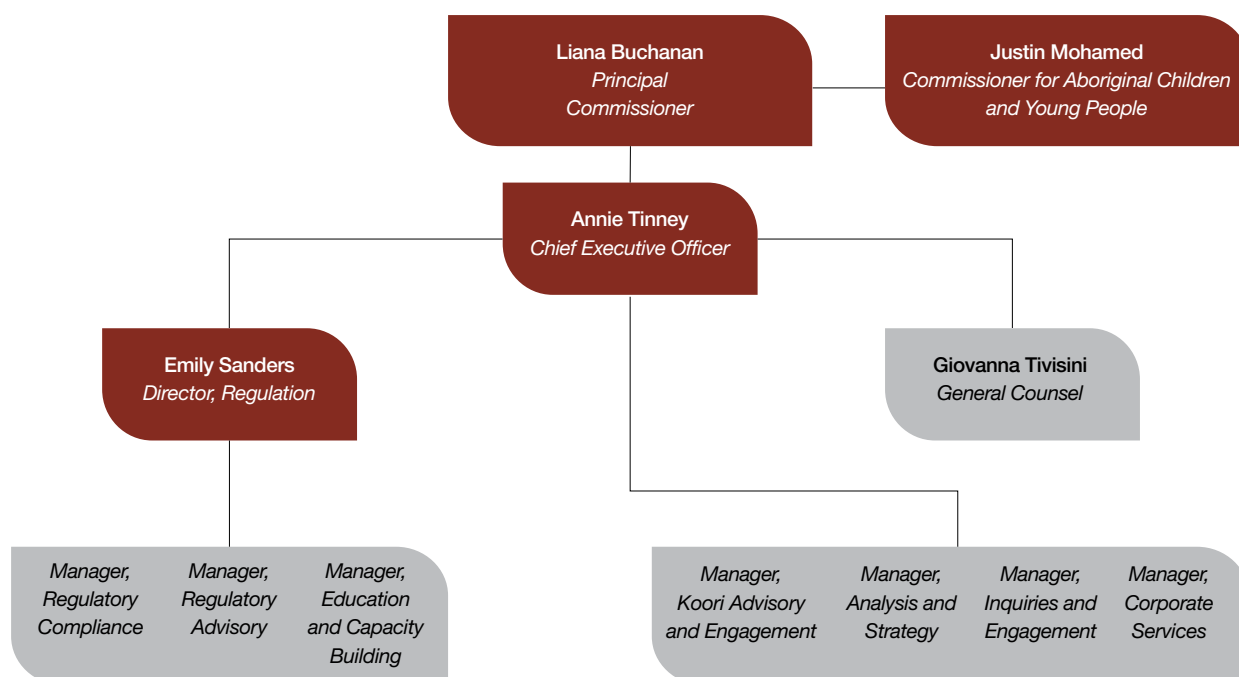 Liana Buchanan
Principal
Commissioner
Justin Mohamed
Commissioner for Aboriginal Children
and Young People
Annie Tinney
Chief Executive Officer
Emily Sanders
Director, Regulation
Giovanna Tivisini
General Counsel
Manager,
Regulatory
Compliance
Manager,
Regulatory
Advisory
Manager,
Education
and Capacity
Building
Manager,
Koori Advisory
and Engagement
Manager,
Analysis and
Strategy
Manager,
Inquiries and
Engagement
Manager,
Corporate
Services